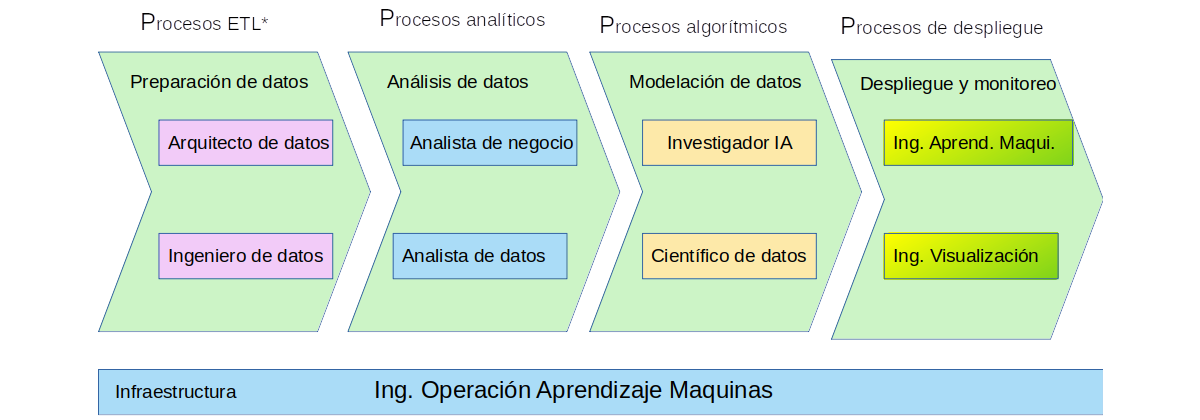 Procesos ETL*
Procesos analíticos
Procesos algorítmicos
Procesos de despliegue
Preparación de datos
Análisis de datos
Modelación de datos
Despliegue y monitoreo
Arquitecto de datos
Analista de negocio
Investigador IA
Ing. Aprend. Maqui.
Ingeniero de datos
Analista de datos
Científico de datos
Ing. Visualización
Infraestructura
Ing. Operación Aprendizaje Maquinas